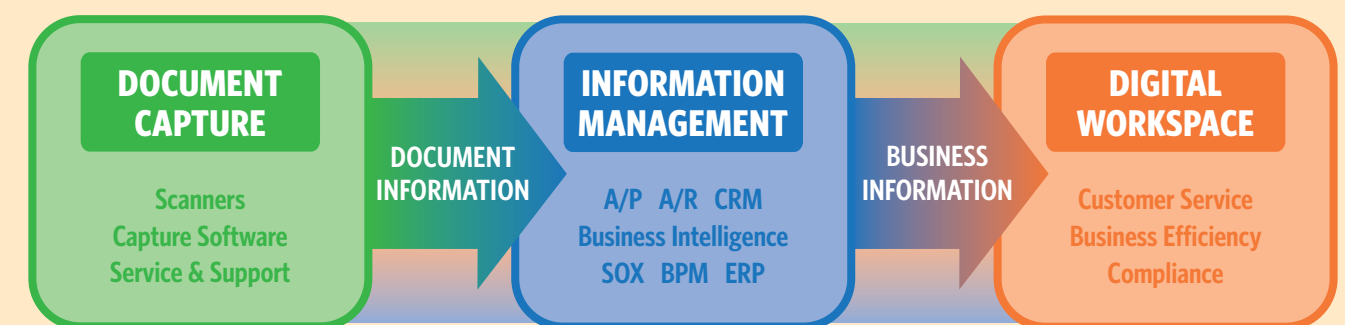 DOCUMENT
CAPTURE
Scanners
Capture Software
Service & Support
DOCUMENT
INFORMATION
INFORMATION
MANAGEMENT
A/P A/R CRM
Business Intelligence
SOX BPM ERP
BUSINESS
INFORMATION
DIGITAL
WORKSPACE
Customer Service
Business Efficiency
Compliance